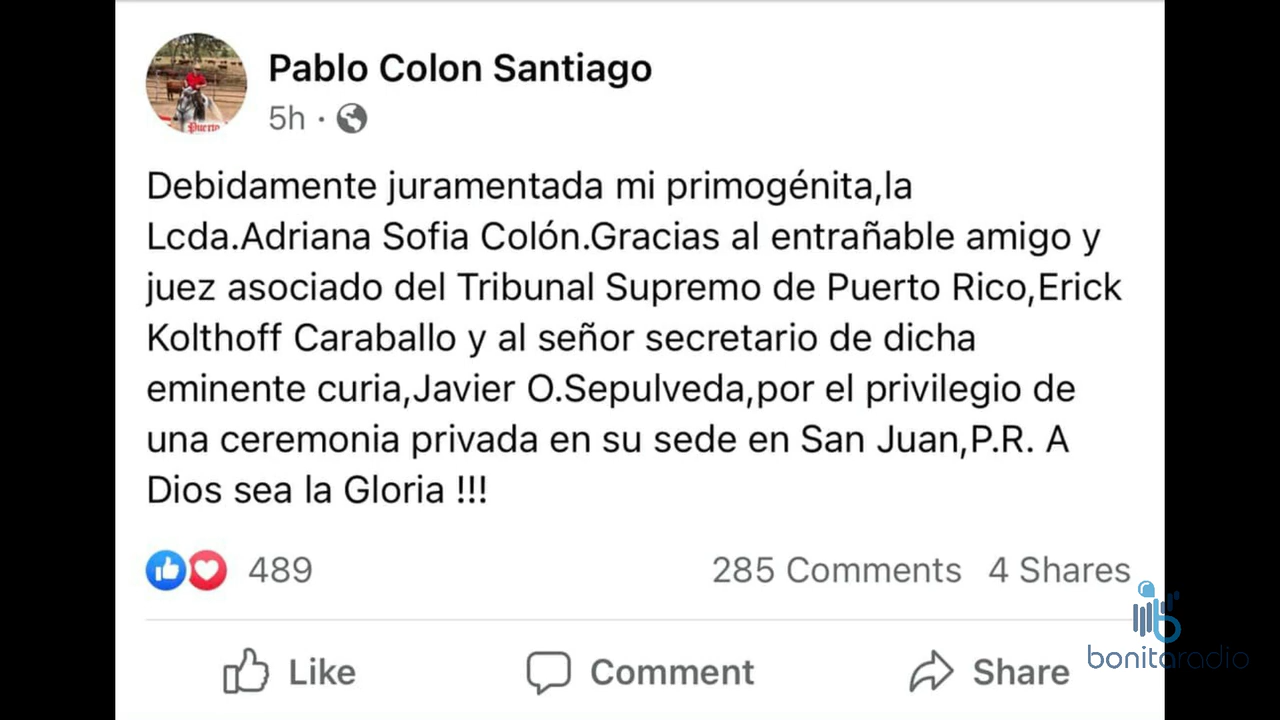 Pablo Colon Santiago
5h ·
Debidamente juramentada mi primogénita,la
Lcda.Adriana Sofia Colón.Gracias al entrañable amigo y
juez asociado del Tribunal Supremo de Puerto Rico,Erick
Kolthoff Caraballo y al señor secretario de dicha
eminente curia,Javier O.Sepulveda,por el privilegio de
una ceremonia privada en su sede en San Juan,P.R. A
Dios sea la Gloria !!!
489 285 Comments 4 Shares
Like Comment Share
bonitaradio
Puerto